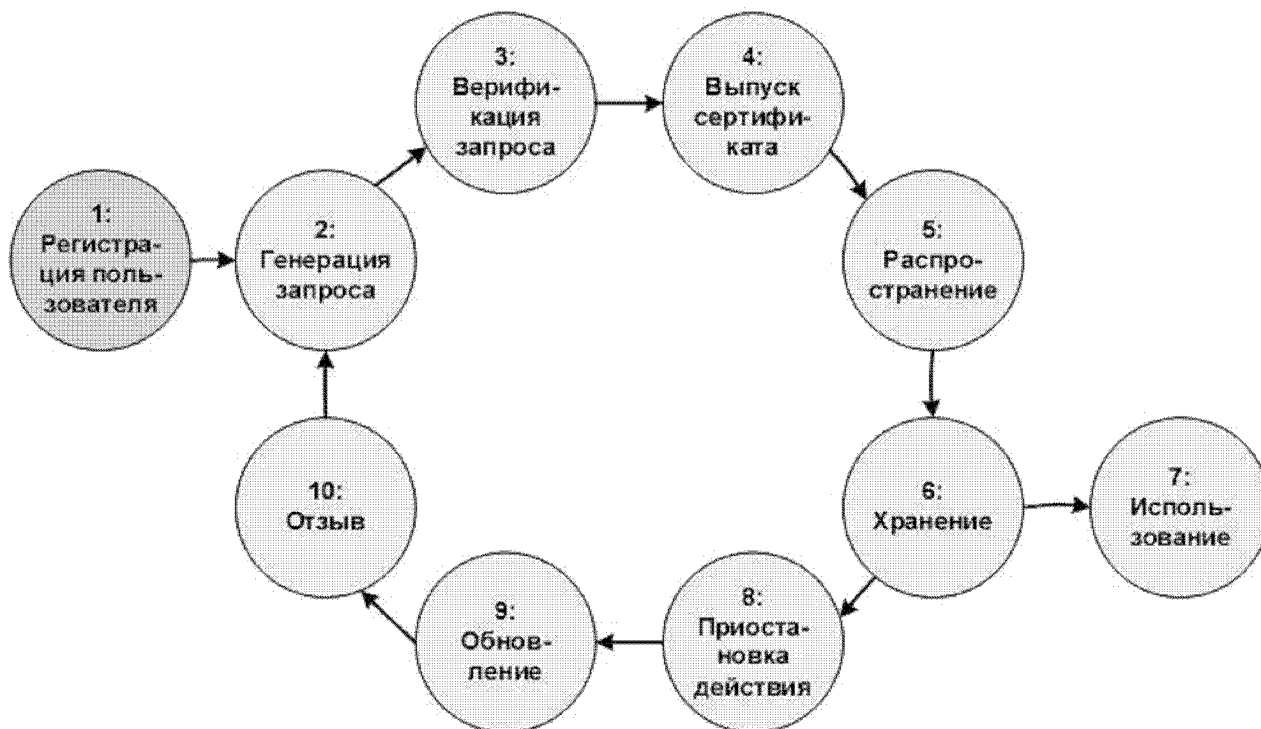 1:
Регистра-
ция поль-
зователя
2:
Генерация
запроса
3:
Верифи-
кация
запроса
4:
Выпуск
сертифи-
ката
5:
Распро-
странение
6:
Хранение
7:
Исполь-
зование
8:
Приоста-
новка
действия
9:
Обнов-
ление
10:
Отзыв